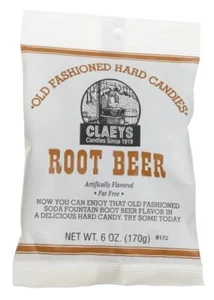 OLD FASHIONED HARD CANDIES
CLAEYS
Candies Since 1919
ROOT BEER
Artifically Flavored
• Fat Free •
NOW YOU CAN ENJOY THAT OLD FASHIONED
SODA FOUNTAIN ROOT BEER FLAVOR IN
A DELICIOUS HARD CANDY. TRY SOME TODAY
NET WT. 6 OZ. (170g)